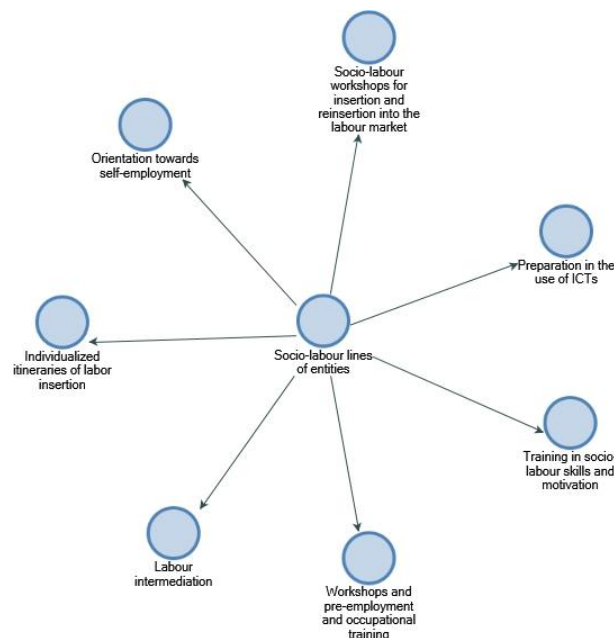 Socio-labour
workshops for
insertion and
reinsertion into the
labour market
Orientation towards
self-employment
Preparation in the
use of ICTs
Individualized
itineraries of labor
insertion
Socio-labour lines
of entities
Training in socio-
labour skills and
motivation
Labour
intermediation
Workshops and
pre-employment
and occupational
training